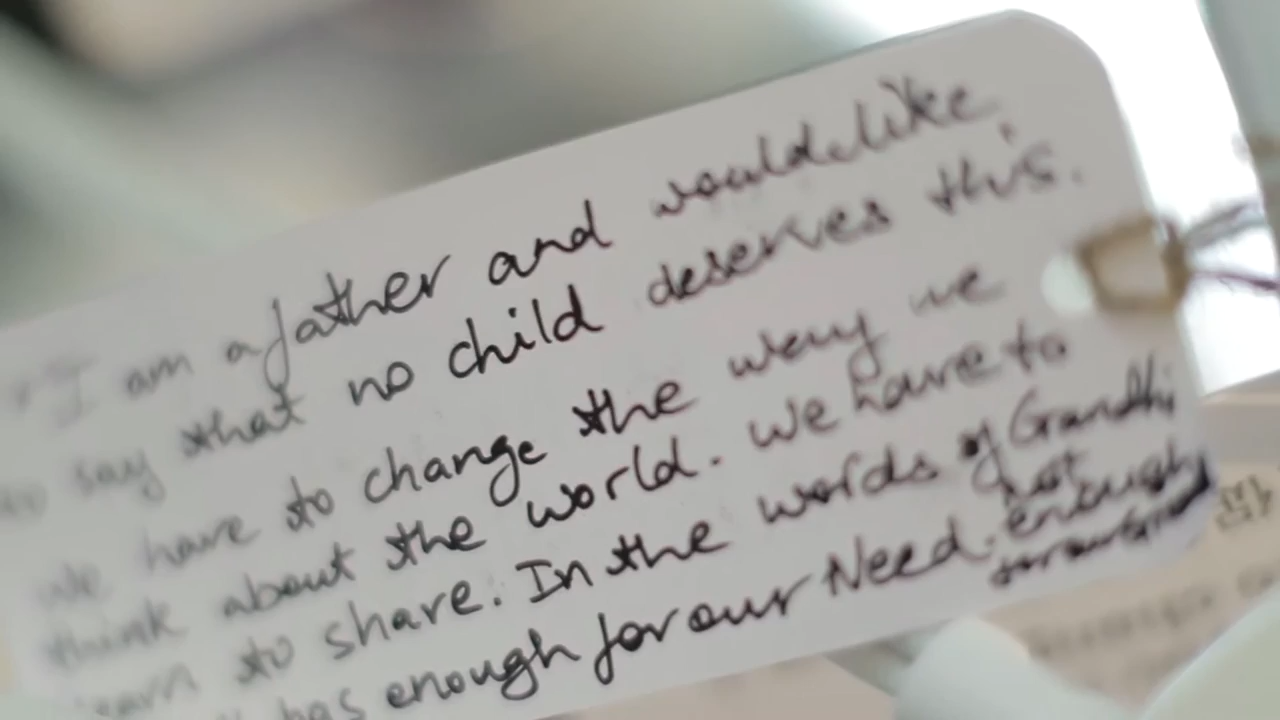 "I am a father and would like
to say that no child deserves this.
We have to change the way we
think about the world. We have to
learn to share. In the words of Gandhi
has enough for our Need. not
enough
for our